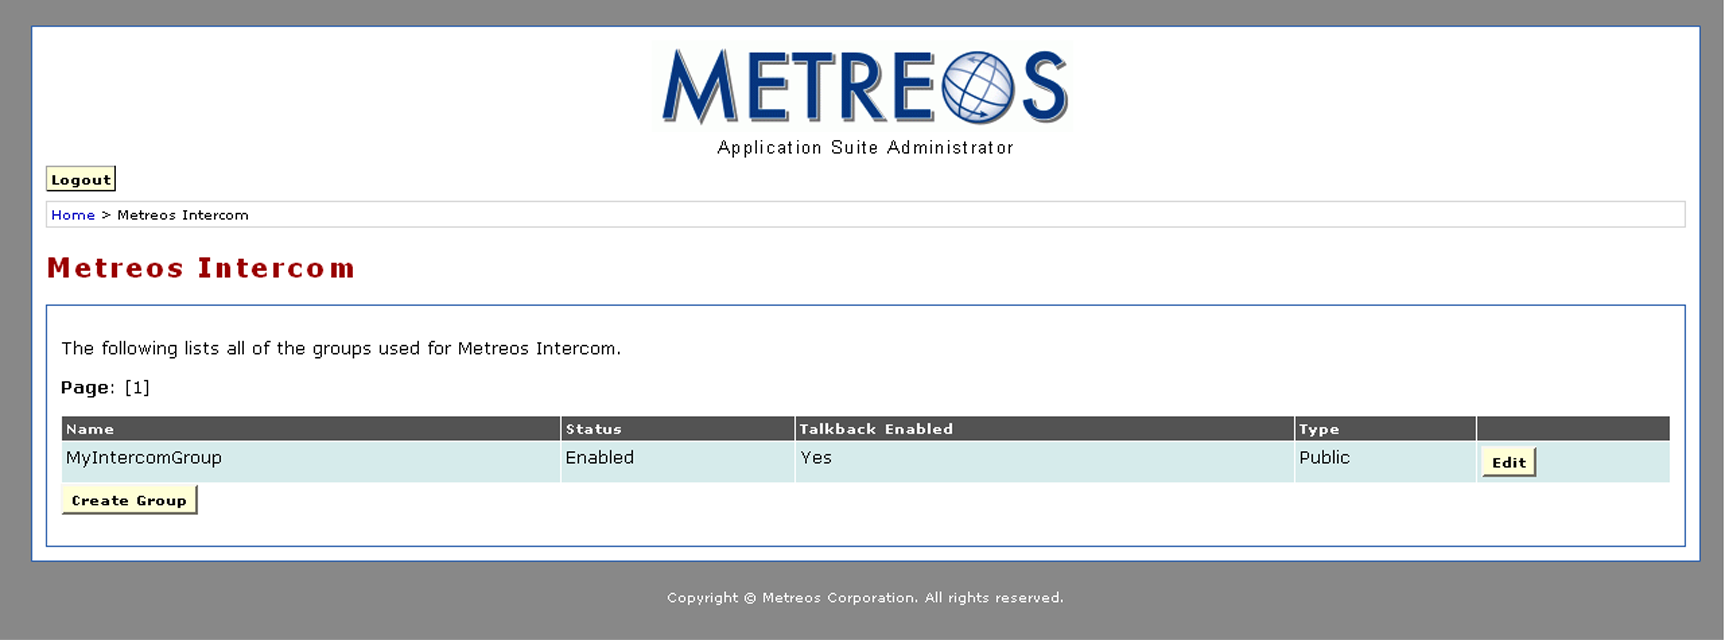 METREOS
Application Suite Administrator
Logout
Home > Metreos Intercom
Metreos Intercom
The following lists all of the groups used for Metreos Intercom.
Page: [1]
Name Status Talkback Enabled Type
MyIntercomGroup Enabled Yes Public Edit
Create Group
Copyright © Metreos Corporation. All rights reserved.